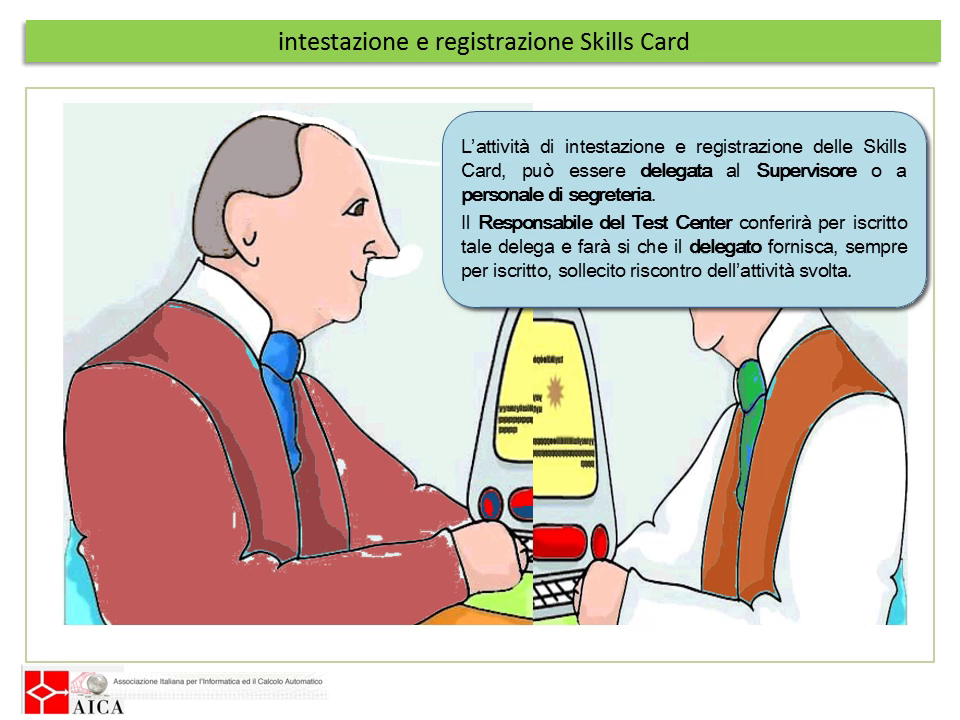 intestazione e registrazione Skills Card
L'attività di intestazione e registrazione delle Skills
Card, può essere delegata al Supervisore o a
personale di segreteria.
Il Responsabile del Test Center conferirà per iscritto
tale delega e farà si che il delegato fornisca, sempre
per iscritto, sollecito riscontro dell'attività svolta.
Associazione Italiana per l'Informatica ed il Calcolo Automatico
AICA